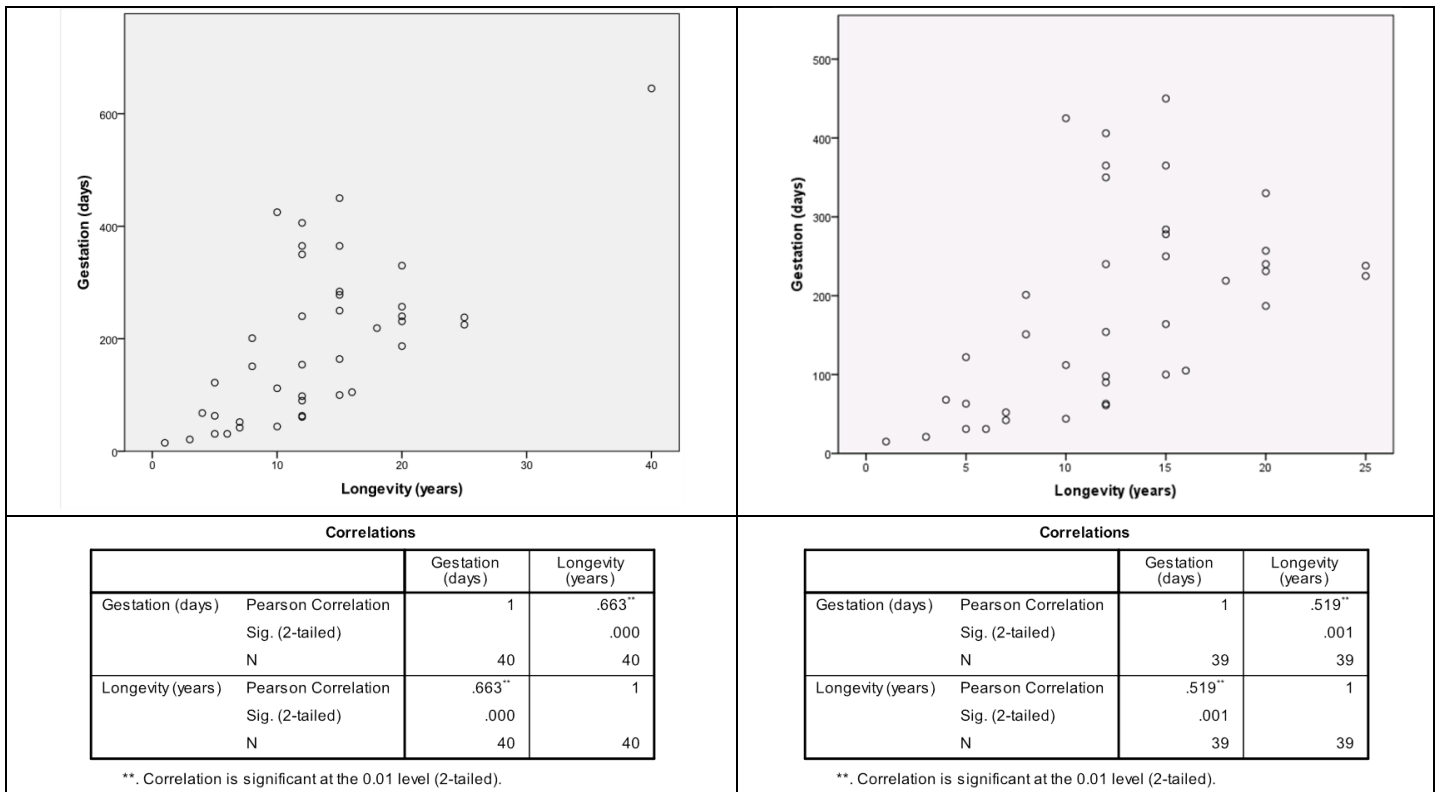 600
400
200
0
Gestation (days)
0 10 20 30 40
Longevity (years)
500
400
300
200
100
0
Gestation (days)
0 5 10 15 20 25
Longevity (years)
Correlations
Gestation (days) Longevity (years)
Gestation (days) Pearson Correlation 1 .663**
Sig. (2-tailed) .000
N 40 40
Longevity (years) Pearson Correlation .663** 1
Sig. (2-tailed) .000
N 40 40
**. Correlation is significant at the 0.01 level (2-tailed).
Correlations
Gestation (days) Longevity (years)
Gestation (days) Pearson Correlation 1 .519**
Sig. (2-tailed) .001
N 39 39
Longevity (years) Pearson Correlation .519** 1
Sig. (2-tailed) .001
N 39 39
**. Correlation is significant at the 0.01 level (2-tailed).